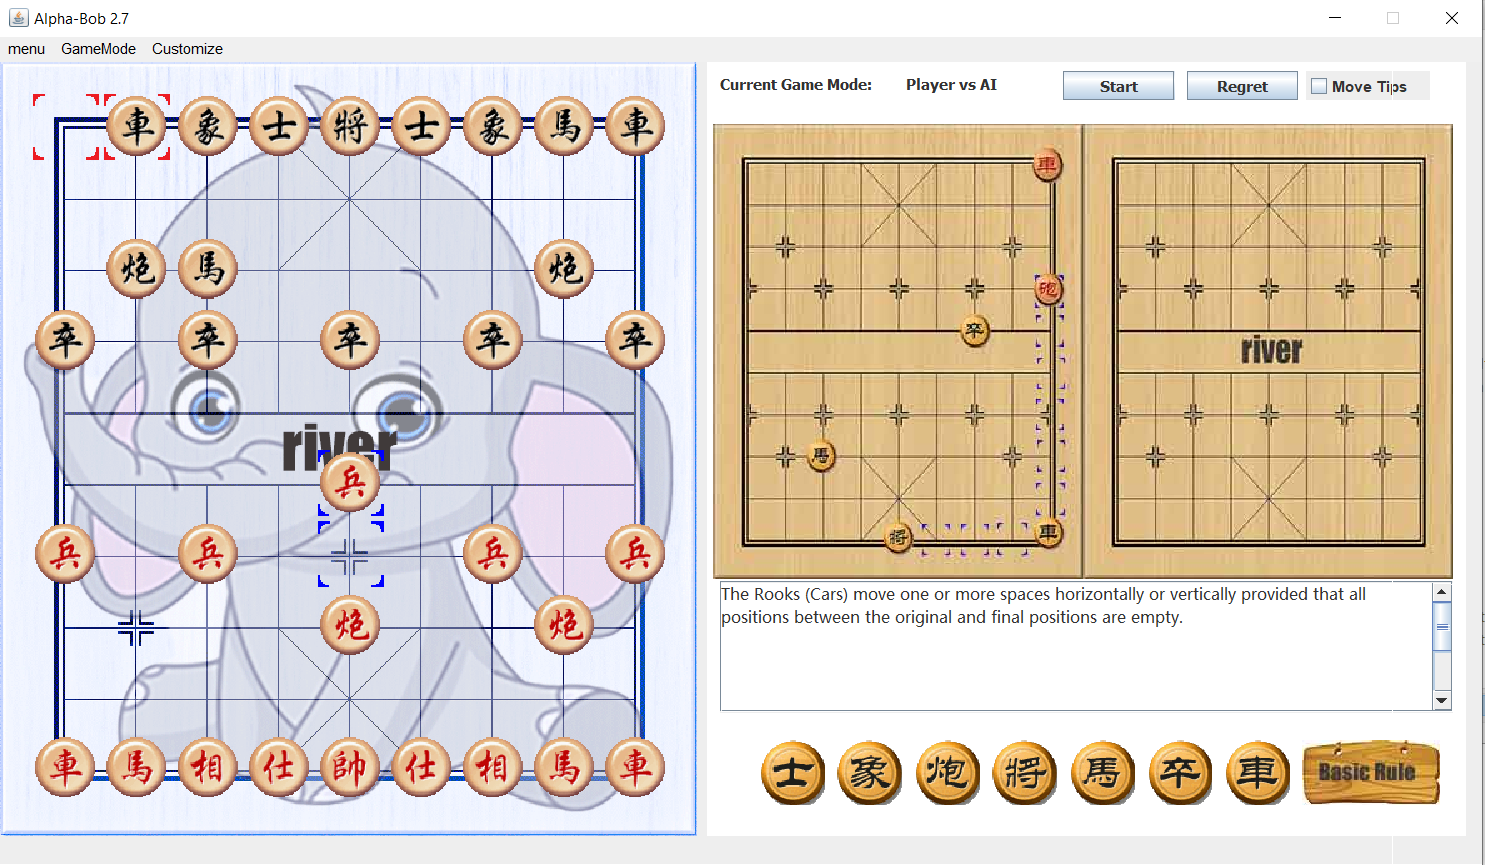 Alpha-Bob 2.7
menu GameMode Customize
Current Game Mode: Player vs AI Start Regret Move Tips
車 象 士 將 士 象 馬 車
炮 馬 炮
卒 卒 卒 卒 卒
river
兵
兵 兵 兵 兵
炮 炮
車 馬 相 仕 帥 仕 相 馬 車
車
炮
卒
馬
將 車
river
The Rooks (Cars) move one or more spaces horizontally or vertically provided that all
positions between the original and final positions are empty.
士 象 炮 將 馬 卒 車 Basic Rule